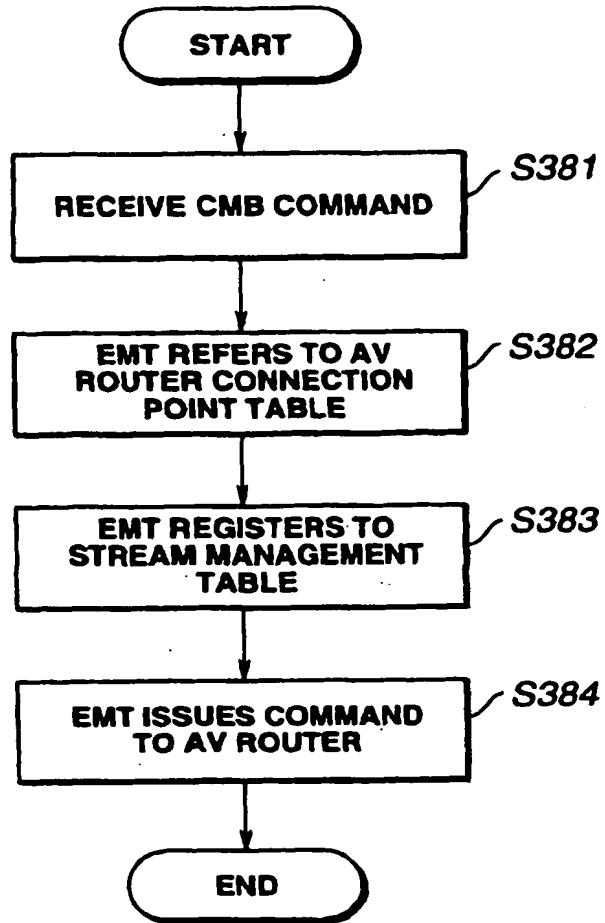 START
RECEIVE CMB COMMAND
S381
EMT REFERS TO AV
ROUTER CONNECTION
POINT TABLE
S382
EMT REGISTERS TO
STREAM MANAGEMENT
TABLE
S383
EMT ISSUES COMMAND
TO AV ROUTER
S384
END